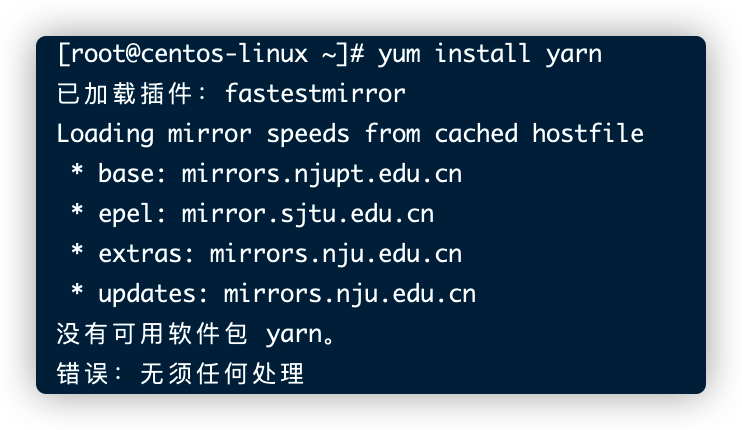 [root@centos-linux ~]# yum install yarn
已加载插件：fastestmirror
Loading mirror speeds from cached hostfile
 * base: mirrors.njupt.edu.cn
 * epel: mirror.sjtu.edu.cn
 * extras: mirrors.nju.edu.cn
 * updates: mirrors.nju.edu.cn
没有可用软件包 yarn。
错误：无须任何处理